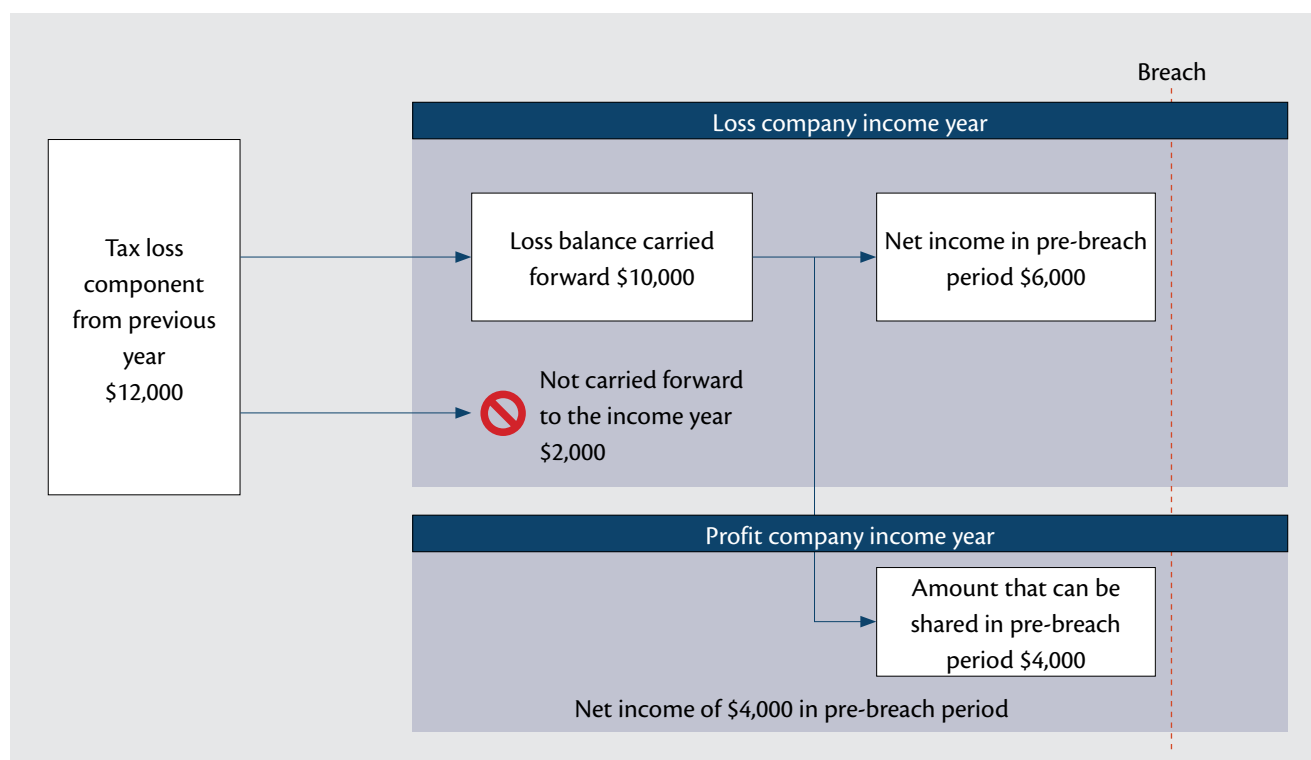 Breach
Loss company income year
Tax loss
component
from previous
year
$12,000
Loss balance carried
forward $10,000
Net income in pre-breach
period $6,000
Not carried forward
to the income year
$2,000
Profit company income year
Amount that can be
shared in pre-breach
period $4,000
Net income of $4,000 in pre-breach period